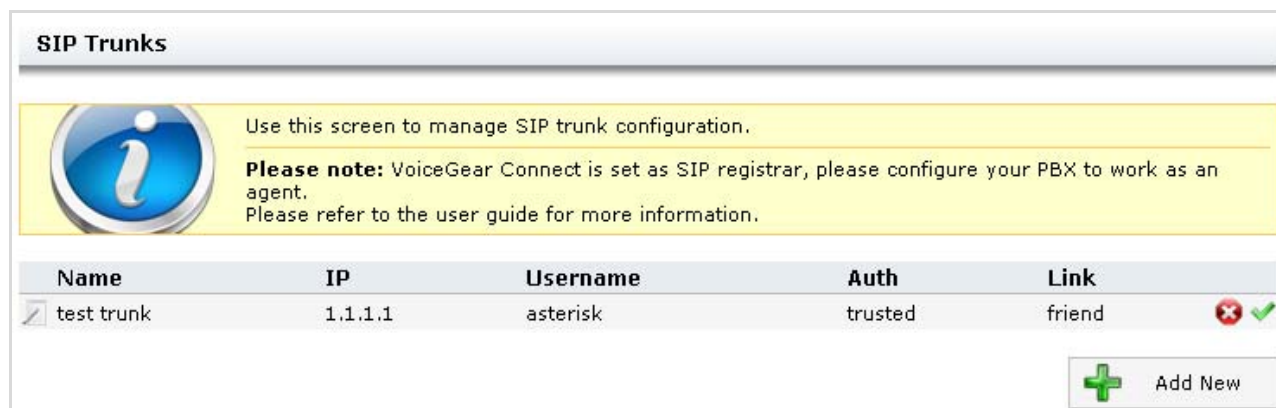 SIP Trunks
Use this screen to manage SIP trunk configuration.
Please note: VoiceGear Connect is set as SIP registrar, please configure your PBX to work as an
agent.
Please refer to the user guide for more information.
Name IP Username Auth Link
test trunk 1.1.1.1 asterisk trusted friend
Add New